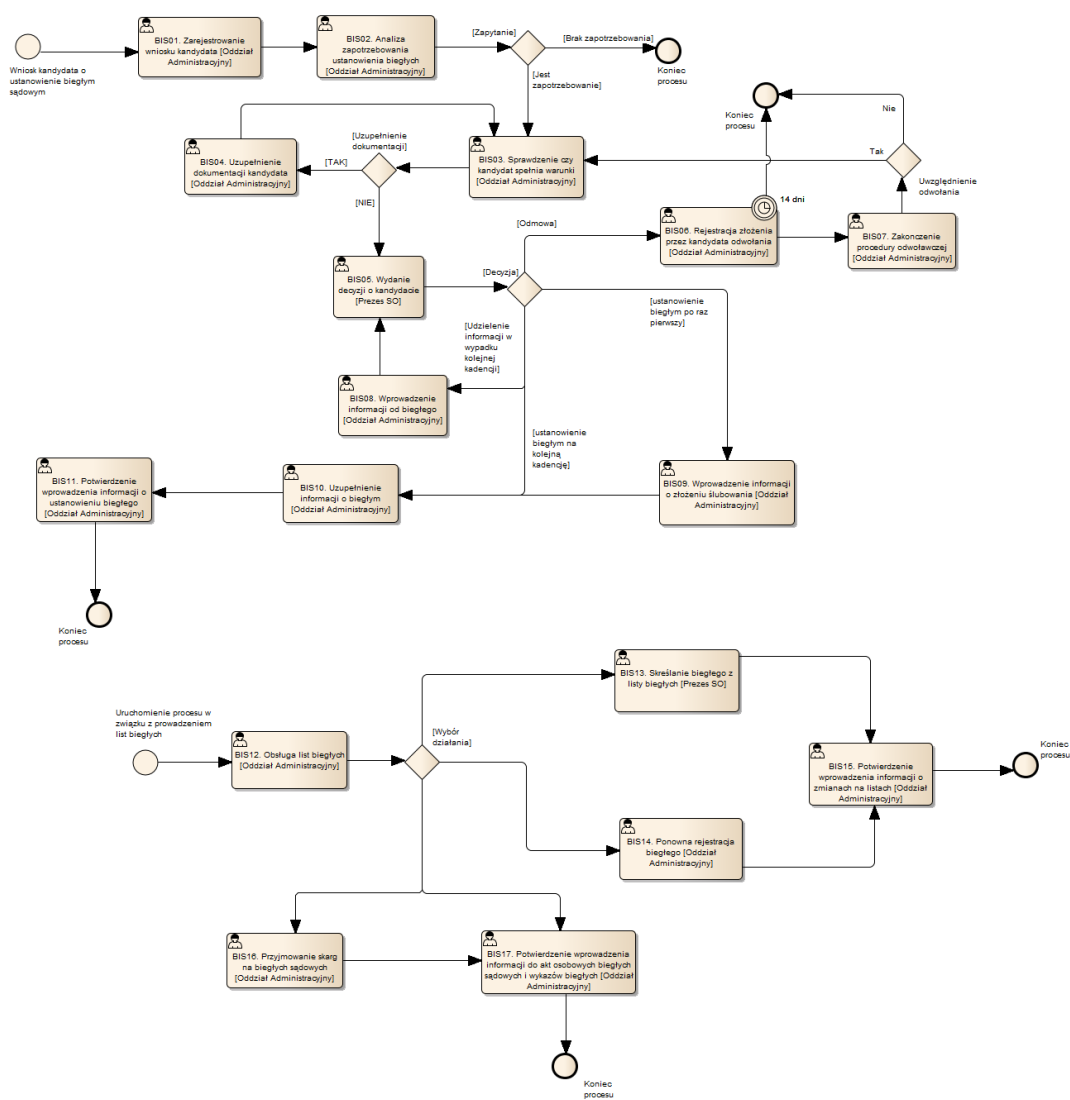 Wniosk kandydata o
ustanowienie biegłym
sądowym
BIS01. Zarejestrowanie
wniosku kandydata [Oddział
Administracyjny]
BIS02. Analiza
zapotrzebowania
ustanowienia biegłych
[Oddział Administracyjny]
[Zapytanie]
[Brak zapotrzebowania]
Koniec
procesu
[Jest
zapotrzebowanie]
Koniec
procesu
Nie
Tak
Uwzględnienie
odwołania
BIS04. Uzupełnienie
dokumentacji kandydata
[Oddział Administracyjny]
[TAK]
[Uzupełnienie
dokumentacji]
[NIE]
BIS03. Sprawdzenie czy
kandydat spełnia warunki
[Oddział Administracyjny]
14 dni
BIS06. Rejestracja złożenia
przez kandydata odwołania
[Oddział Administracyjny]
BIS07. Zakonczenie
procedury odwoławczej
[Oddział Administracyjny]
[Odmowa]
BIS05. Wydanie
decyzji o kandydacie
[Prezes SO]
[Decyzja]
[ustanowienie
biegłym po raz
pierwszy]
[Udzielenie
informacji w
wypadku
kolejnej
kadencji]
BIS08. Wprowadzenie
informacji od biegłego
[Oddział Administracyjny]
[ustanowienie
biegłym na
kolejną
kadencję]
BIS11. Potwierdzenie
wprowadzenia informacji o
ustanowieniu biegłego
[Oddział Administracyjny]
BIS10. Uzupełnienie
informacji o biegłym
[Oddział Administracyjny]
BIS09. Wprowadzenie informacji
o złożeniu ślubowania [Oddział
Administracyjny]
Koniec
procesu
Uruchomienie procesu w
związku z prowadzeniem
list biegłych
BIS12. Obsługa list biegłych
[Oddział Administracyjny]
[Wybór
działania]
BIS13. Skreślanie biegłego z
listy biegłych [Prezes SO]
BIS14. Ponowna rejestracja
biegłego [Oddział
Administracyjny]
BIS15. Potwierdzenie
wprowadzenia informacji o
zmianach na listach [Oddział
Administracyjny]
Koniec
procesu
BIS16. Przyjmowanie skarg
na biegłych sądowych
[Oddział Administracyjny]
BIS17. Potwierdzenie wprowadzenia
informacji do akt osobowych biegłych
sądowych i wykazów biegłych [Oddział
Administracyjny]
Koniec
procesu